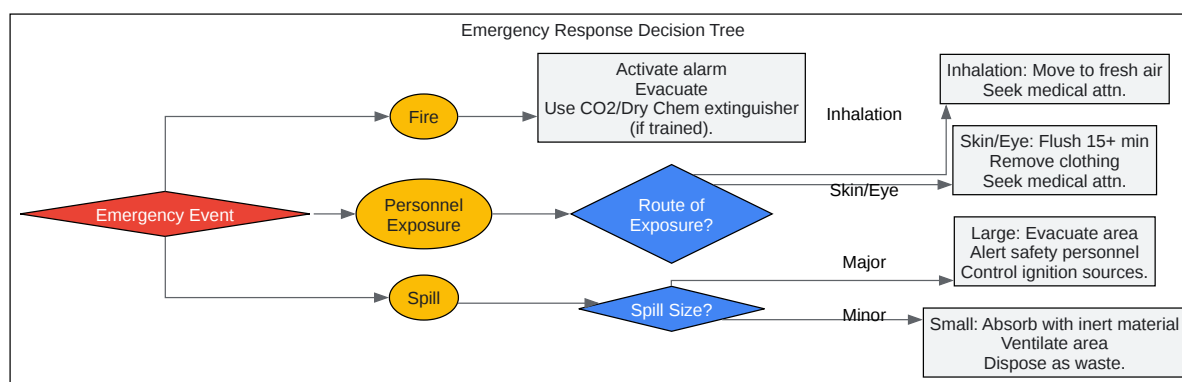 Emergency Response Decision Tree
Activate alarm
Evacuate
Use CO2/Dry Chem extinguisher
(if trained).
Inhalation: Move to fresh air
Seek medical attn.
Fire
Inhalation
Skin/Eye: Flush 15+ min
Remove clothing
Seek medical attn.
Skin/Eye
Emergency Event
Personnel
Exposure
Route of
Exposure?
Large: Evacuate area
Alert safety personnel
Control ignition sources.
Major
Spill
Spill Size?
Minor
Small: Absorb with inert material
Ventilate area
Dispose as waste.